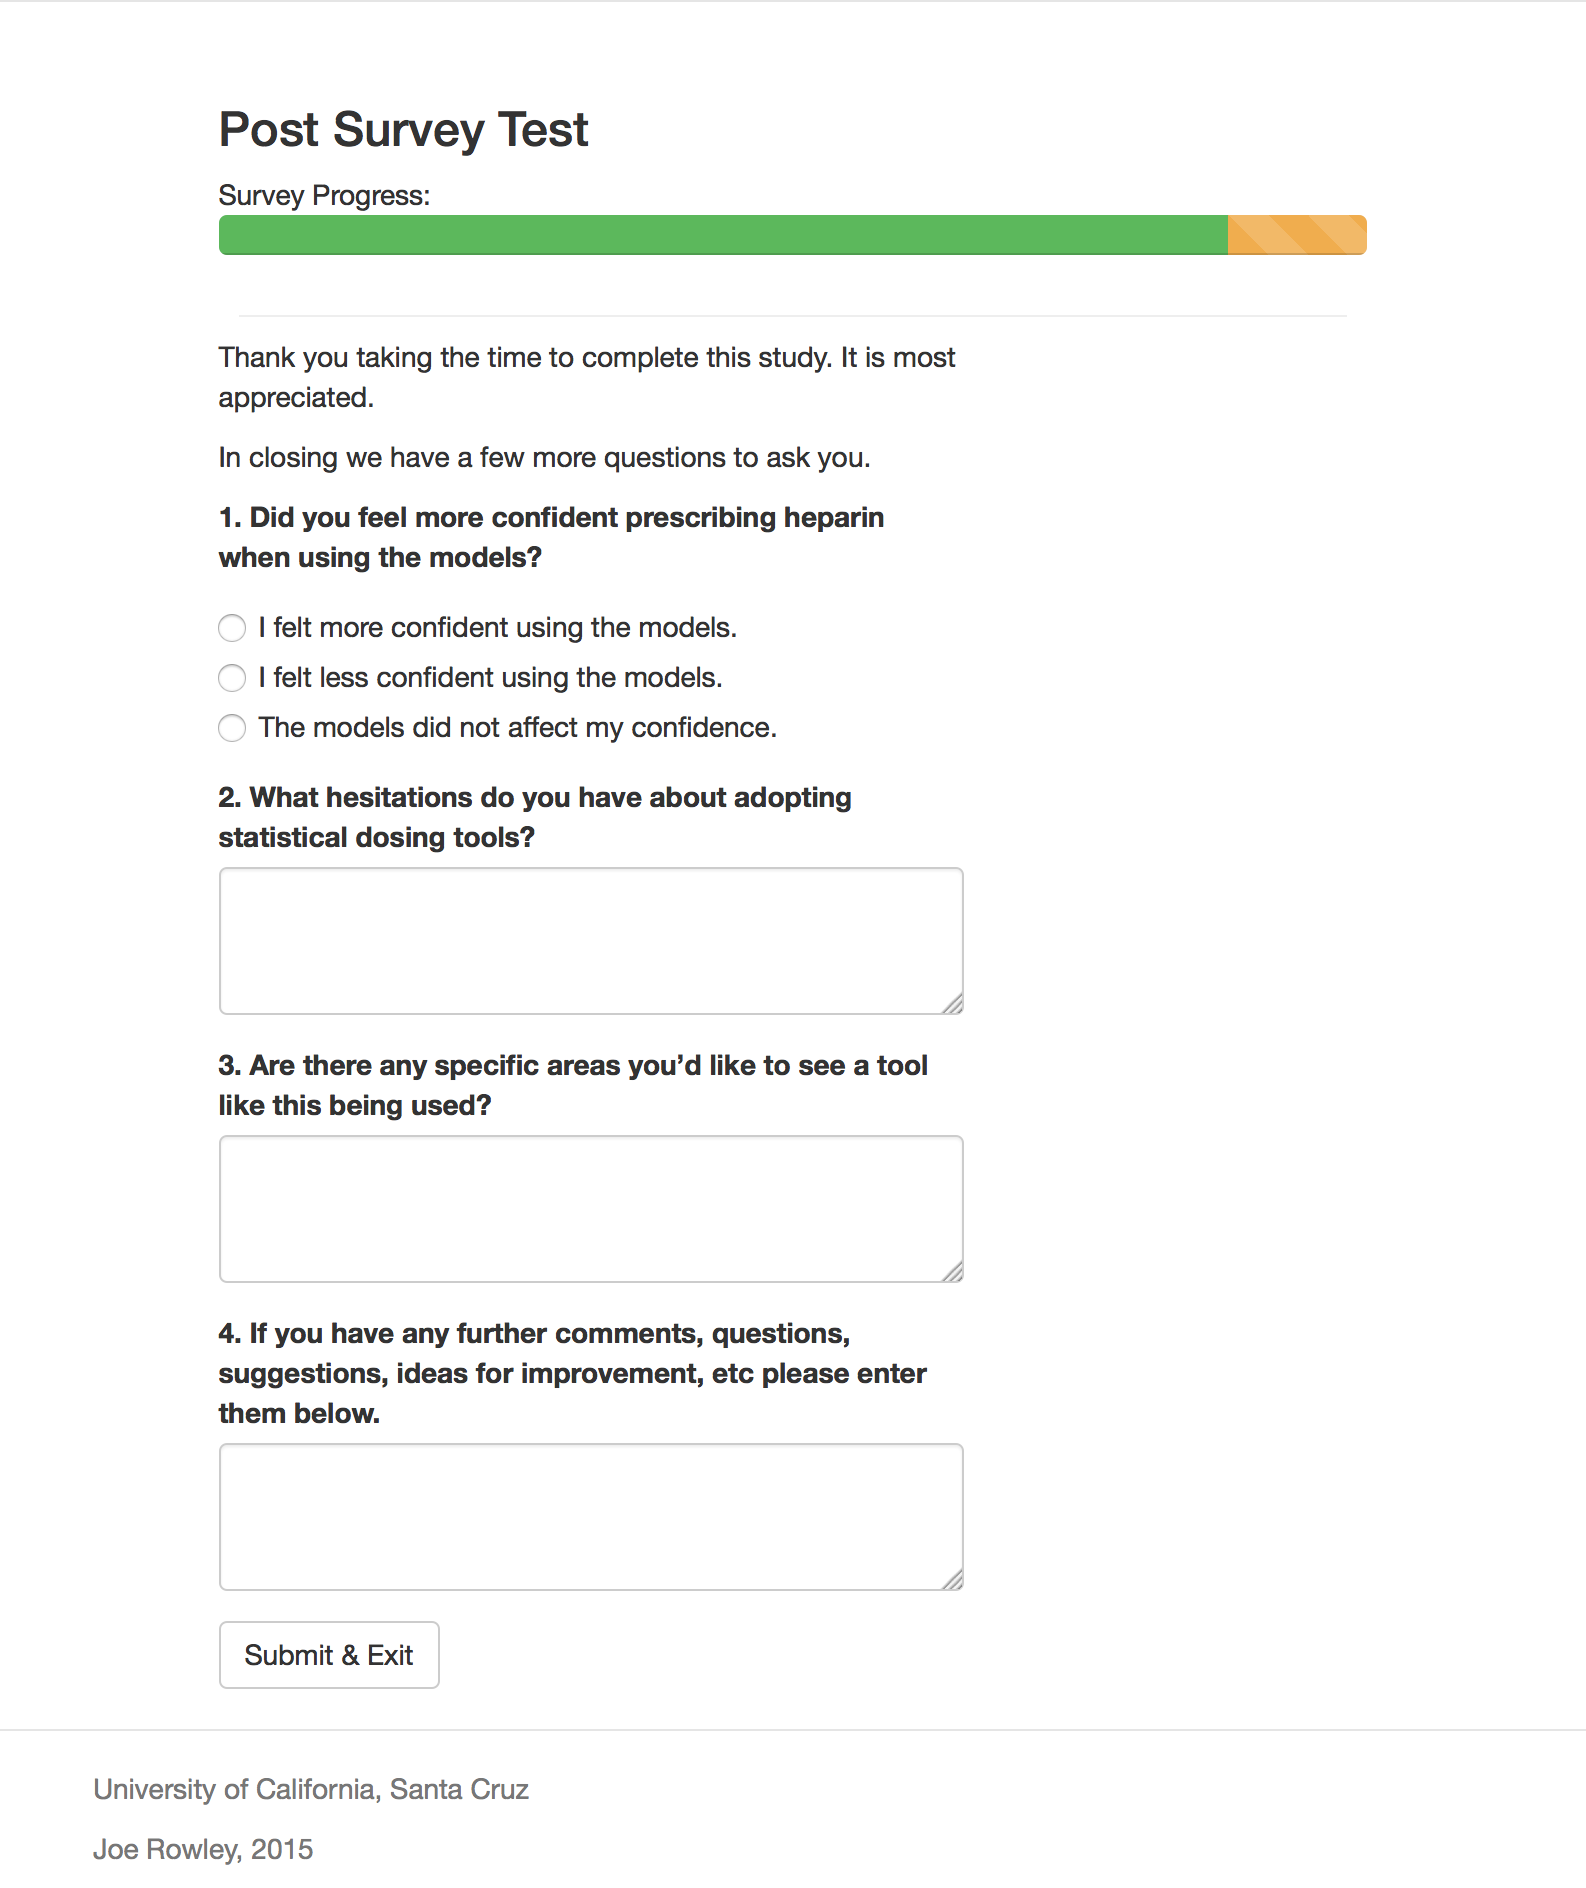 Post Survey Test
Survey Progress:
Thank you taking the time to complete this study. It is most
appreciated.
In closing we have a few more questions to ask you.
1. Did you feel more confident prescribing heparin
when using the models?
I felt more confident using the models.
I felt less confident using the models.
The models did not affect my confidence.
2. What hesitations do you have about adopting
statistical dosing tools?
3. Are there any specific areas you’d like to see a tool
like this being used?
4. If you have any further comments, questions,
suggestions, ideas for improvement, etc please enter
them below.
Submit & Exit
University of California, Santa Cruz
Joe Rowley, 2015